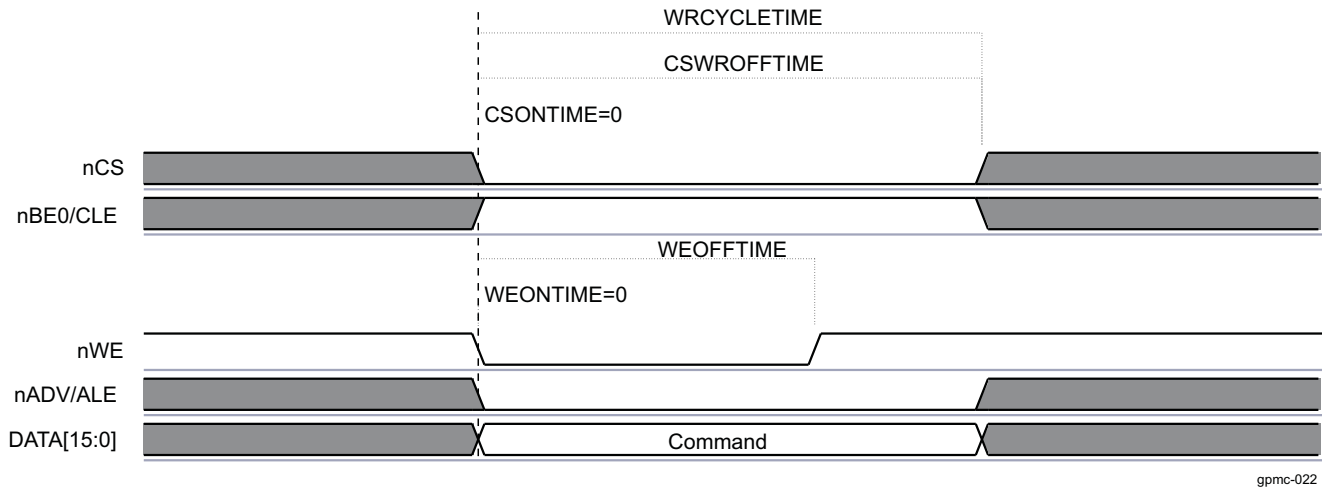 WRCYCLETIME
CSWROFFTIME
CSONTIME=0
nCS
nBE0/CLE
WEOFFTIME
WEONTIME=0
nWE
nADV/ALE
DATA[15:0]
Command
gpmc-022